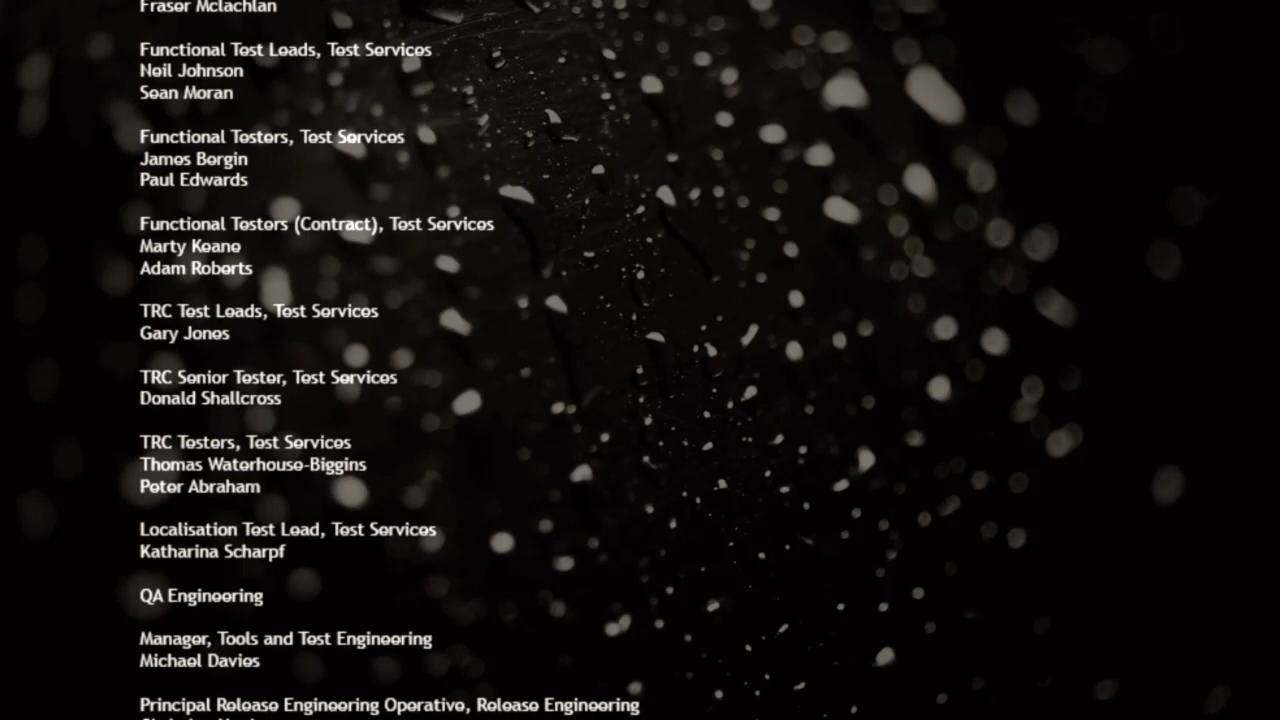 Fraser Mclachlan
Functional Test Leads, Test Services
Neil Johnson
Sean Moran
Functional Testers, Test Services
James Bergin
Paul Edwards
Functional Testers (Contract), Test Services
Marty Keane
Adam Roberts
TRC Test Leads, Test Services
Gary Jones
TRC Senior Tester, Test Services
Donald Shallcross
TRC Testers, Test Services
Thomas Waterhouse-Biggins
Peter Abraham
Localisation Test Lead, Test Services
Katharina Scharpf
QA Engineering
Manager, Tools and Test Engineering
Michael Davies
Principal Release Engineering Operative, Release Engineering